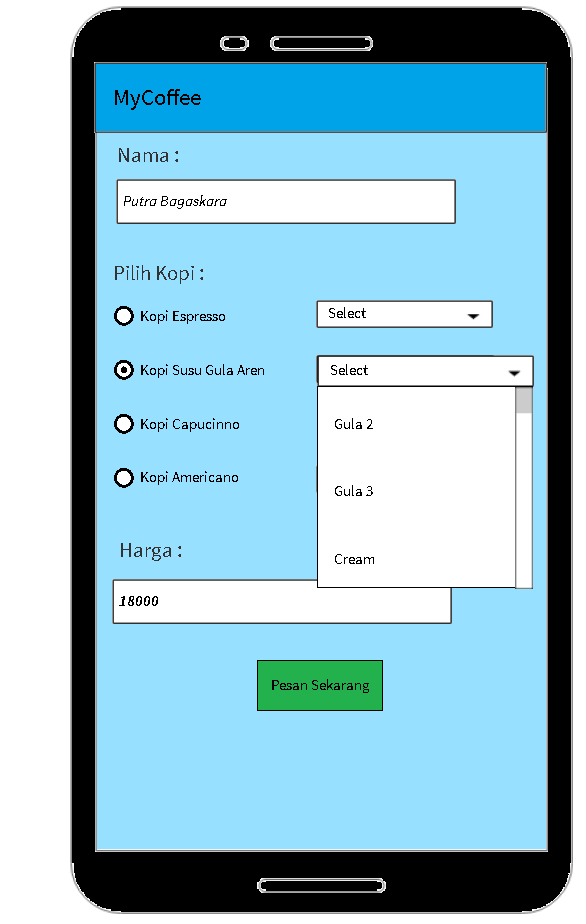 MyCoffee
Nama :
Putra Bagaskara
Pilih Kopi :
Kopi Espresso
Select
Kopi Susu Gula Aren
Select
Kopi Capucinno
Gula 2
Kopi Americano
Gula 3
Harga :
Cream
18000
Pesan Sekarang